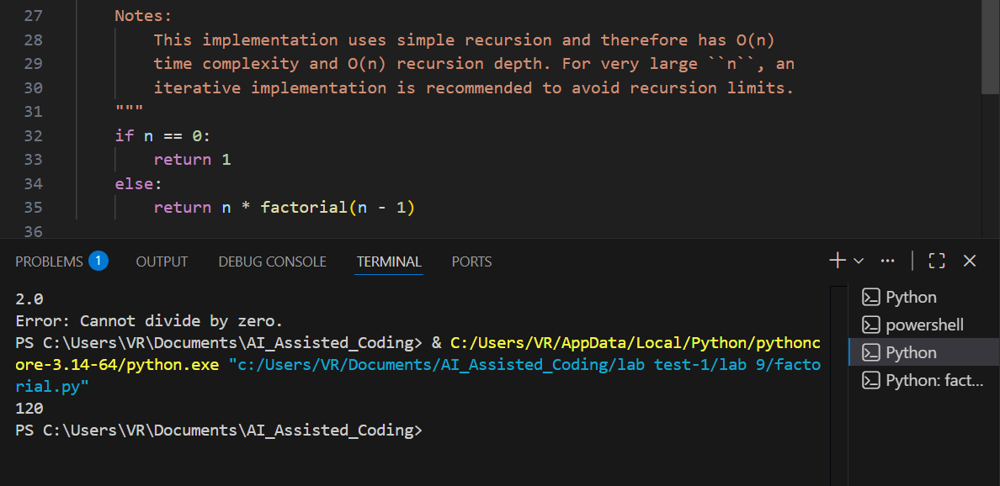 27 Notes:
28 This implementation uses simple recursion and therefore has O(n)
29 time complexity and O(n) recursion depth. For very large ``n``, an
30 iterative implementation is recommended to avoid recursion limits.
31 """
32 if n == 0:
33 return 1
34 else:
35 return n * factorial(n - 1)
36
PROBLEMS 1 OUTPUT DEBUG CONSOLE TERMINAL PORTS
2.0
Error: Cannot divide by zero.
PS C:\Users\VR\Documents\AI_Assisted_Coding> & C:/Users/VR/AppData/Local/Python/pythonc
ore-3.14-64/python.exe "c:/Users/VR/Documents/AI_Assisted_Coding/lab test-1/lab 9/facto
rial.py"
120
PS C:\Users\VR\Documents\AI_Assisted_Coding>
Python
powershell
Python
Python: fact...